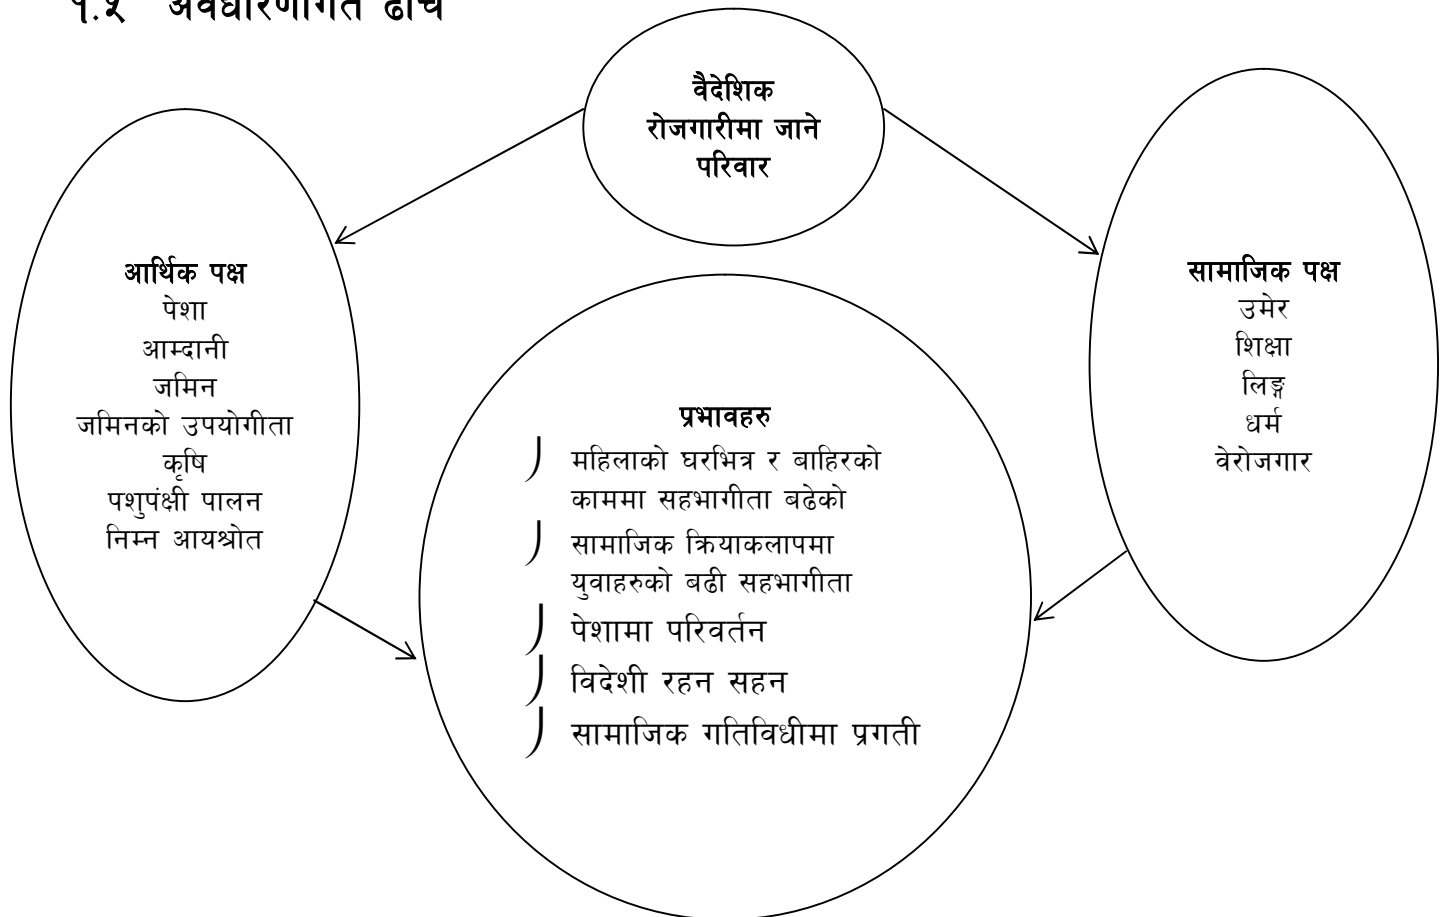 १.५ अवधारणागत ढाँचा
वैदेशिक
रोजगारीमा जाने
परिवार
आर्थिक पक्ष
पेशा
आम्दानी
जमिन
जमिनको उपयोगीता
कृषि
पशुपंक्षी पालन
निम्न आयश्रोत
सामाजिक पक्ष
उमेर
शिक्षा
लिङ्ग
धर्म
वेरोजगार
प्रभावहरु
महिलाको घरभित्र र बाहिरको
काममा सहभागीता बढेको
सामाजिक क्रियाकलापमा
युवाहरुको बढी सहभागीता
पेशामा परिवर्तन
विदेशी रहन सहन
सामाजिक गतिविधीमा प्रगती